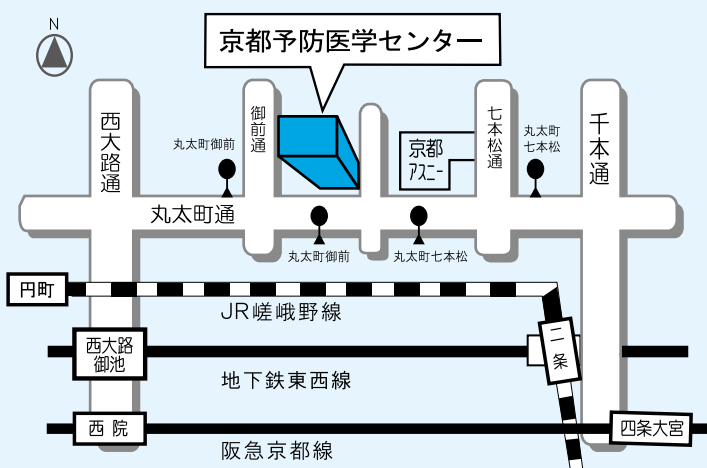 N
京都予防医学センター
西大路通
御前通
七本松通
千本通
丸太町御前
京都
アスニー
丸太町
七本松
丸太町通
丸太町御前
丸太町七本松
円町
JR嵯峨野線
西大路
御池
二条
地下鉄東西線
西院
四条大宮
阪急京都線